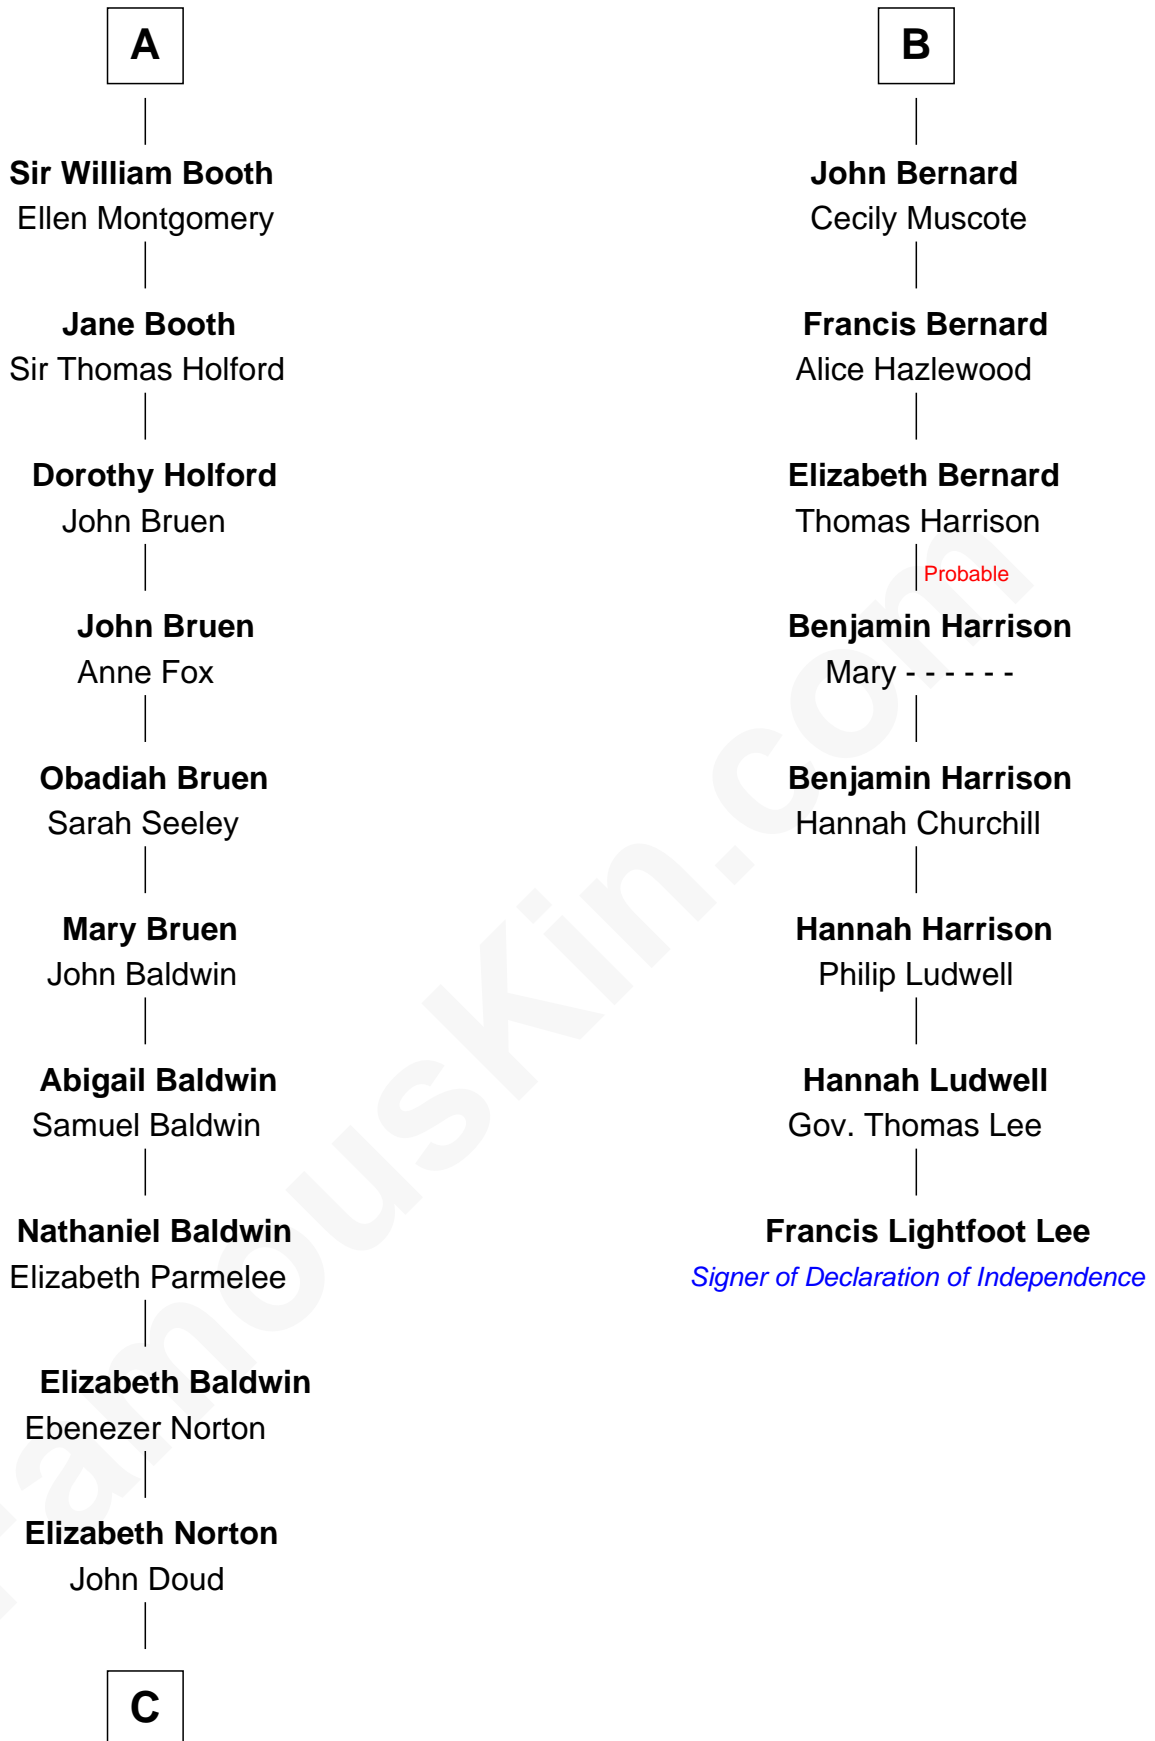 A
Sir William Booth
Ellen Montgomery
Jane Booth
Sir Thomas Holford
Dorothy Holford
John Bruen
John Bruen
Anne Fox
Obadiah Bruen
Sarah Seeley
Mary Bruen
John Baldwin
Abigail Baldwin
Samuel Baldwin
Nathaniel Baldwin
Elizabeth Parmelee
Elizabeth Baldwin
Ebenezer Norton
Elizabeth Norton
John Doud
C
B
John Bernard
Cecily Muscote
Francis Bernard
Alice Hazlewood
Elizabeth Bernard
Thomas Harrison
Probable
Benjamin Harrison
Mary - - - - - -
Benjamin Harrison
Hannah Churchill
Hannah Harrison
Philip Ludwell
Hannah Ludwell
Gov. Thomas Lee
Francis Lightfoot Lee
Signer of Declaration of Independence
FamousKin.com